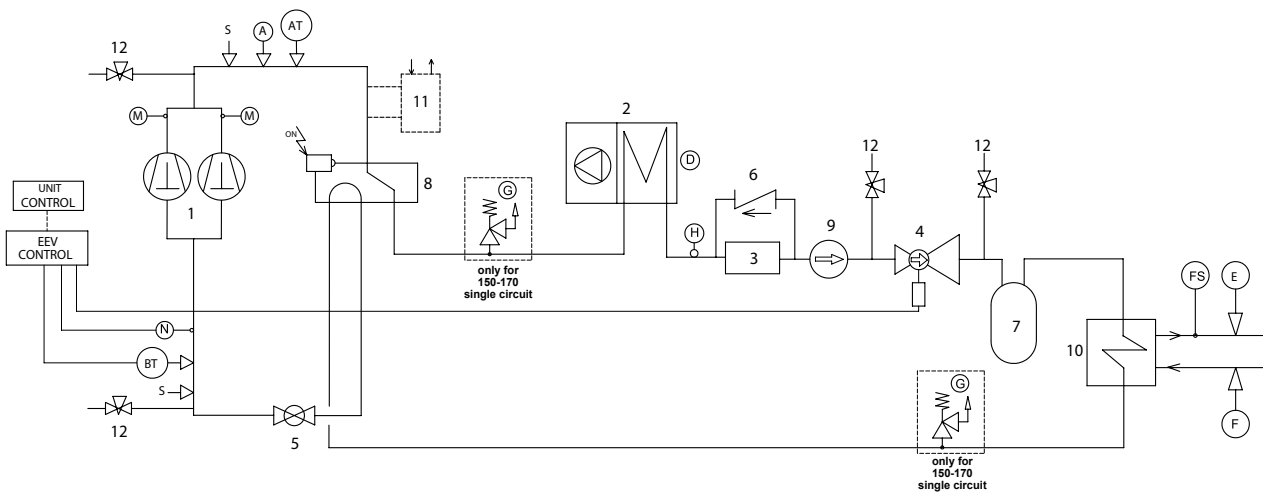 S
A
AT
12
11
M
M
2
ON
12
12
D
6
8
UNIT
CONTROL
1
G
9
4
H
EEV
CONTROL
3
only for
150-170
single circuit
FS
E
N
7
10
BT
S
G
12
5
F
only for
150-170
single circuit